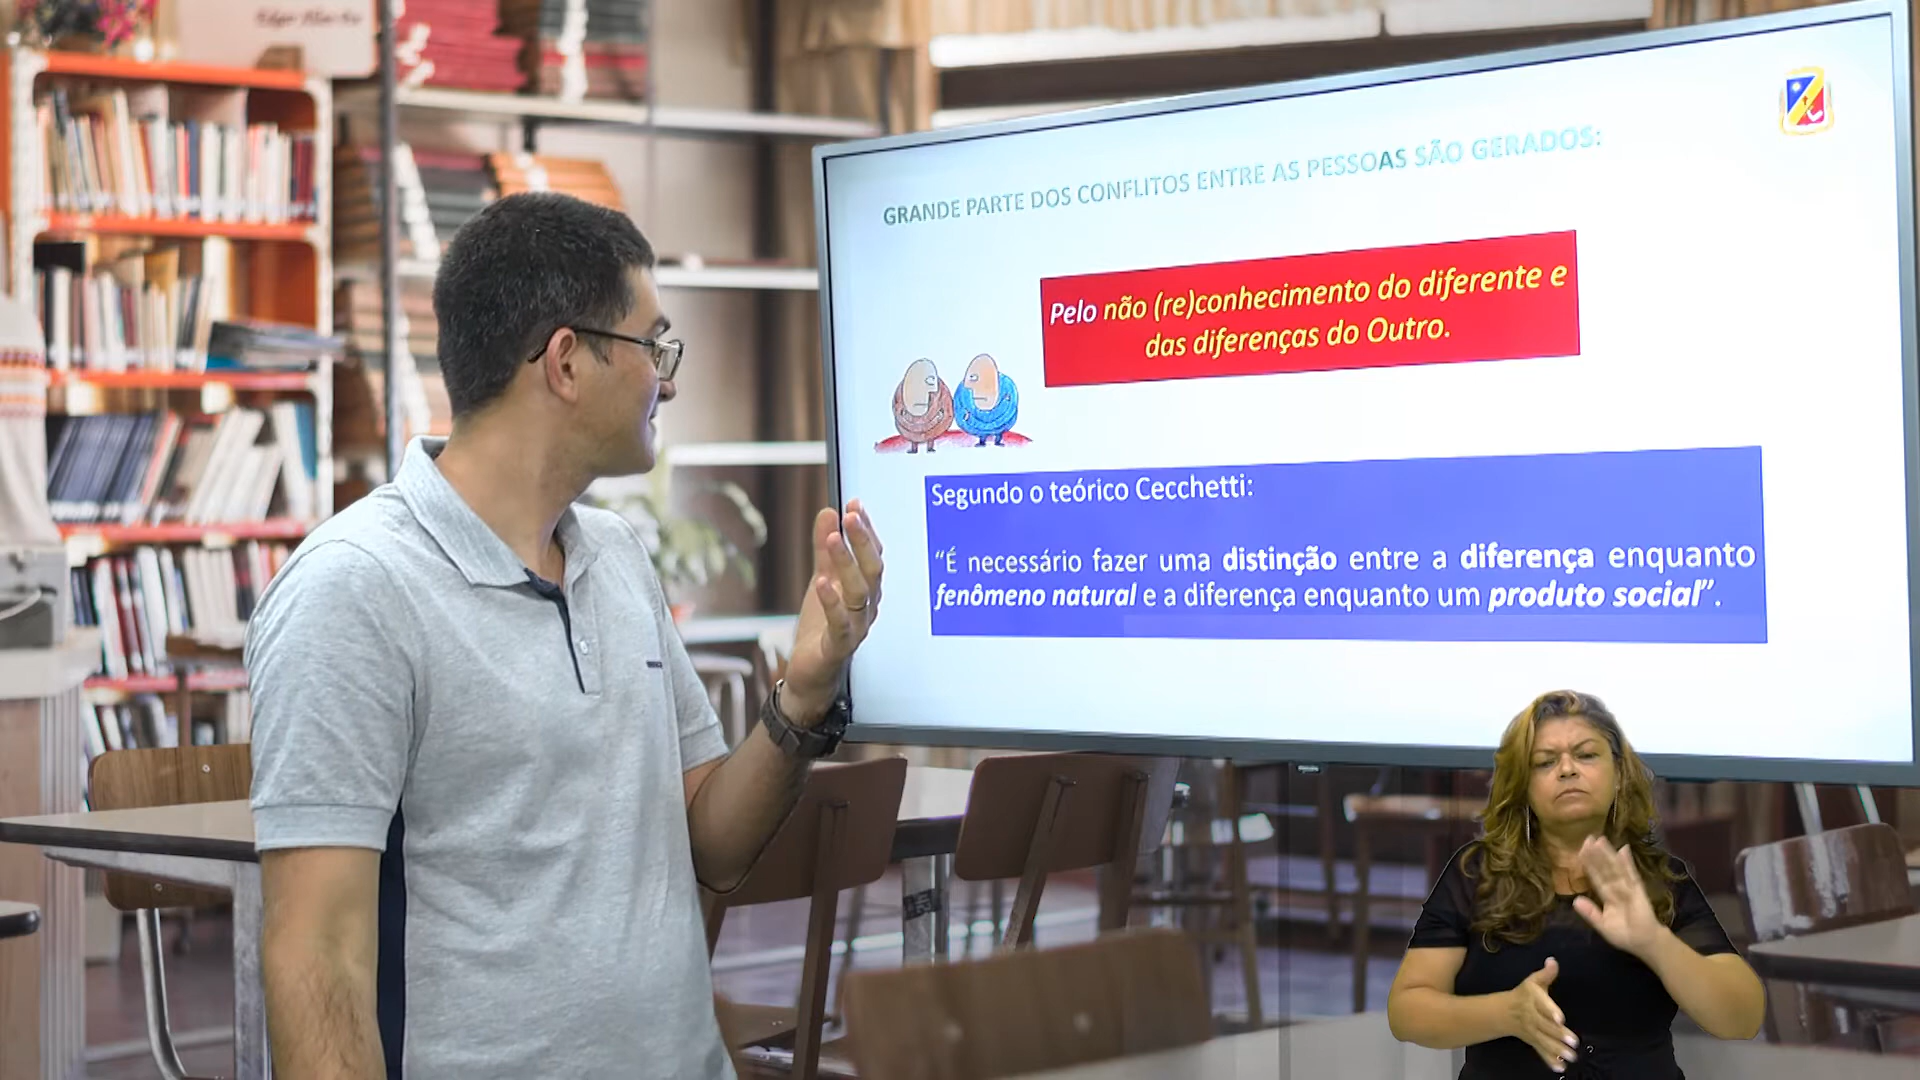 GRANDE PARTE DOS CONFLITOS ENTRE AS PESSOAS SÃO GERADOS:
Pelo não (re)conhecimento do diferente e
das diferenças do Outro.
Segundo o teórico Cecchetti:
“É necessário fazer uma distinção entre a diferença enquanto
fenômeno natural e a diferença enquanto um produto social”.